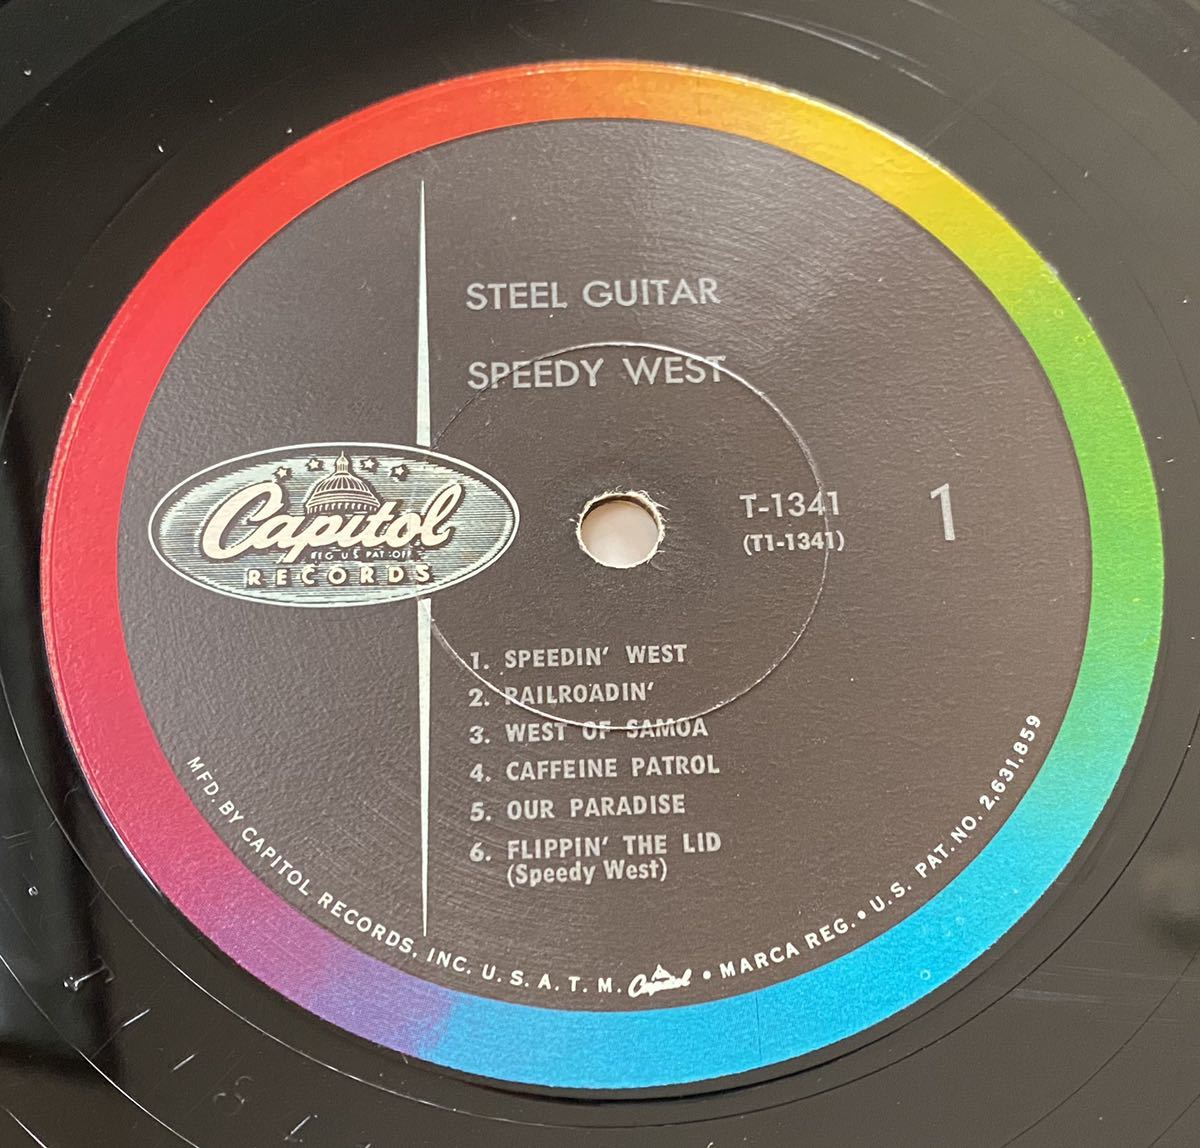 STEEL GUITAR
SPEEDY WEST
Capitol
REG. U.S. PAT. OFF.
RECORDS
T-1341
(T1-1341)
1
1. SPEEDIN' WEST
2. RAILROADIN'
3. WEST OF SAMOA
4. CAFFEINE PATROL
5. OUR PARADISE
6. FLIPPIN' THE LID
(Speedy West)
MFD. BY CAPITOL RECORDS, INC. U.S.A. T.M. Capitol • MARCA REG. • U.S. PAT. NO. 2,631,859